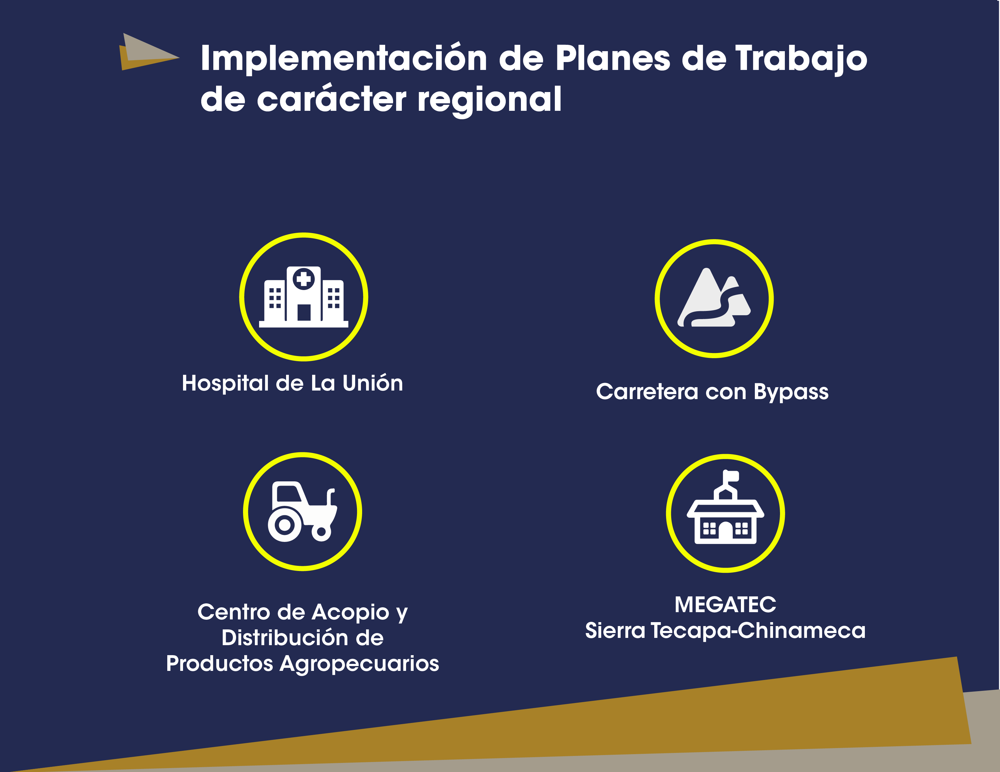 Implementación de Planes de Trabajo
de carácter regional
Hospital de La Unión
Carretera con Bypass
Centro de Acopio y
Distribución de
Productos Agropecuarios
MEGATEC
Sierra Tecapa-Chinameca